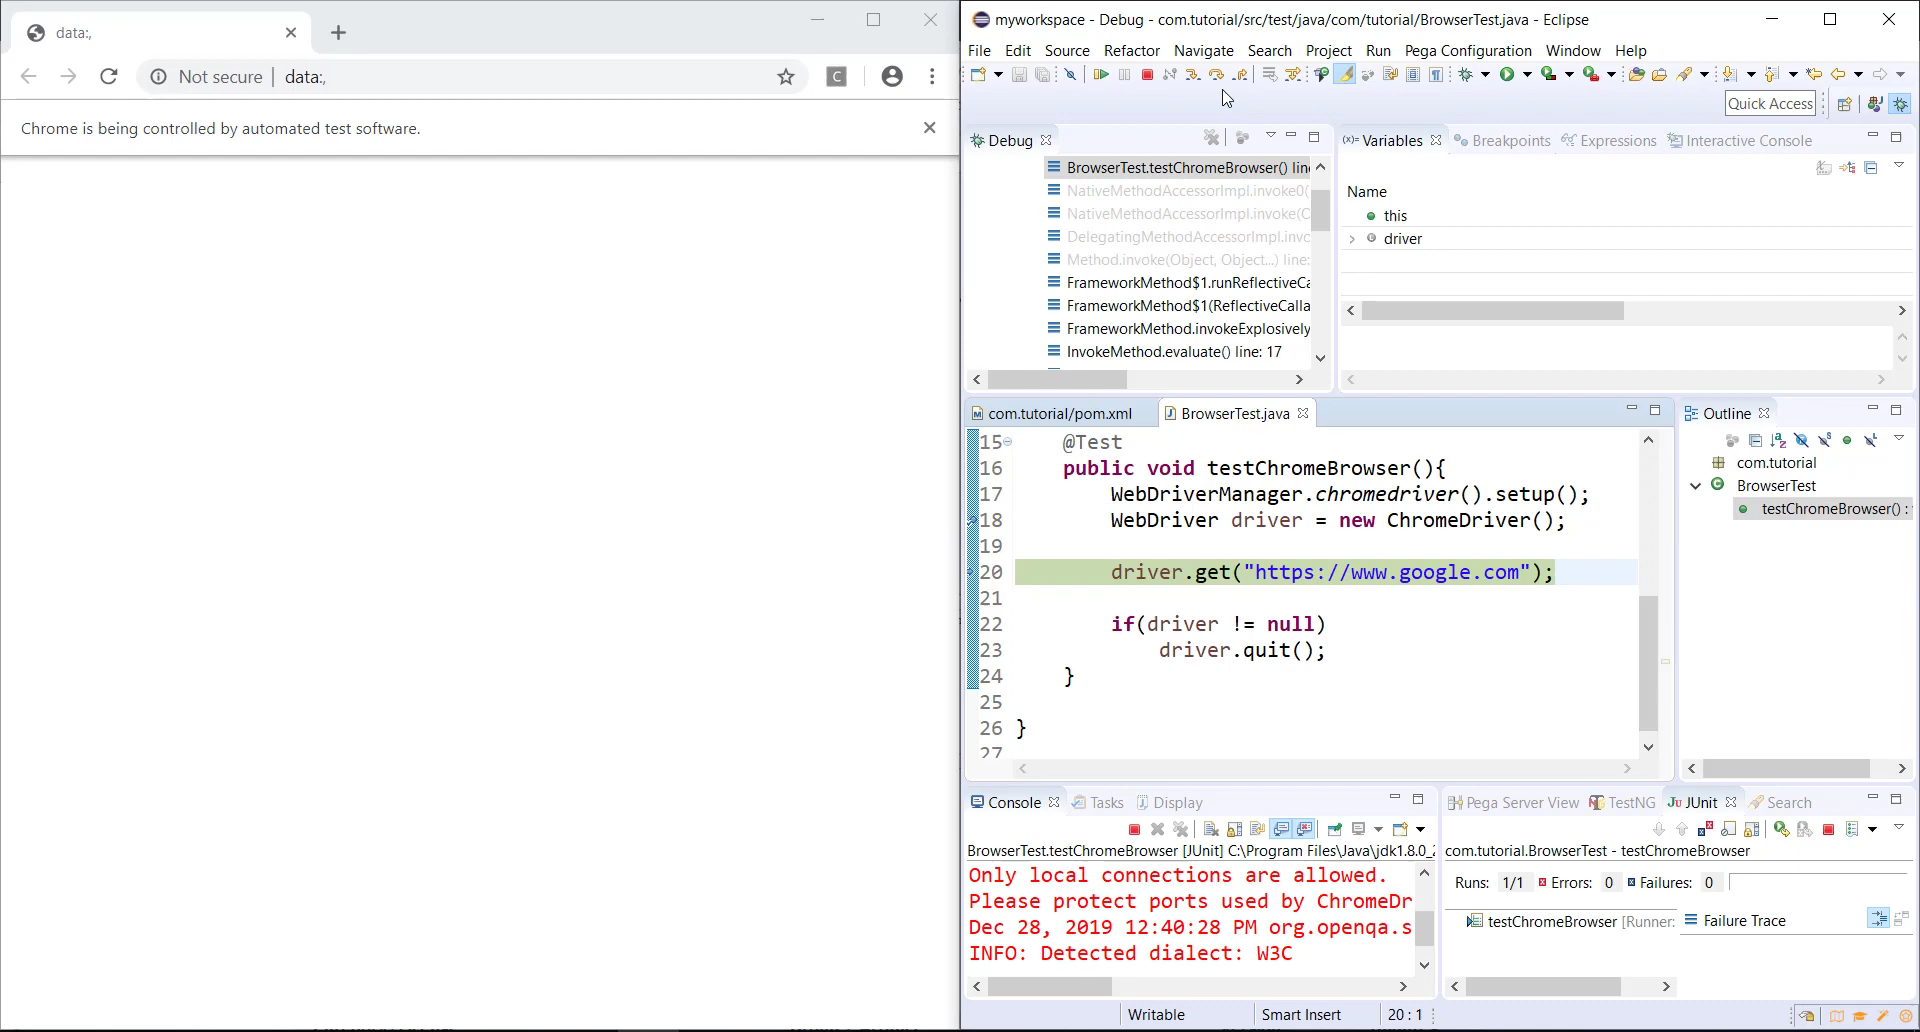 data:,
Not secure | data:,
Chrome is being controlled by automated test software.
myworkspace - Debug - com.tutorial/src/test/java/com/tutorial/BrowserTest.java - Eclipse
File Edit Source Refactor Navigate Search Project Run Pega Configuration Window Help
Quick Access
Debug
BrowserTest.testChromeBrowser() line
NativeMethodAccessorImpl.invoke0(
NativeMethodAccessorImpl.invoke(
DelegatingMethodAccessorImpl.invo
Method.invoke(Object, Object...) line:
FrameworkMethod$1.runReflectiveCa
FrameworkMethod$1(ReflectiveCalla
FrameworkMethod.invokeExplosively
InvokeMethod.evaluate() line: 17
(x)= Variables Breakpoints Expressions Interactive Console
Name
this
driver
com.tutorial/pom.xml BrowserTest.java
15 @Test
16 public void testChromeBrowser(){
17 WebDriverManager.chromedriver().setup();
18 WebDriver driver = new ChromeDriver();
19
20 driver.get("https://www.google.com");
21
22 if(driver != null)
23 driver.quit();
24 }
25
26 }
27
Outline
com.tutorial
BrowserTest
testChromeBrowser() :
Console Tasks Display
BrowserTest.testChromeBrowser [JUnit] C:\Program Files\Java\jdk1.8.0_2
Only local connections are allowed.
Please protect ports used by ChromeDr
Dec 28, 2019 12:40:28 PM org.openqa.s
INFO: Detected dialect: W3C
Pega Server View TestNG JUnit Search
com.tutorial.BrowserTest - testChromeBrowser
Runs: 1/1 Errors: 0 Failures: 0
testChromeBrowser [Runner: Failure Trace
Writable Smart Insert 20 : 1